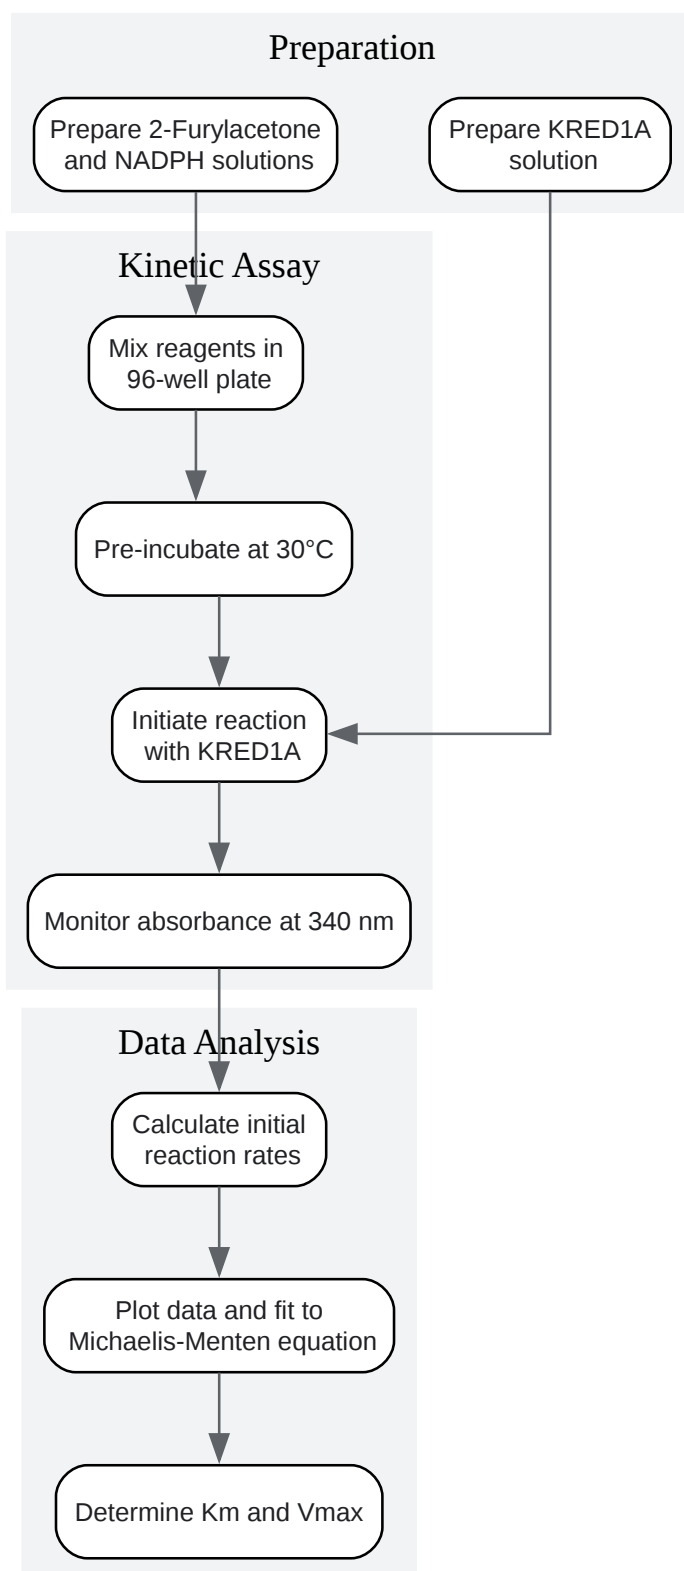 Preparation
Prepare 2-Furylacetone
and NADPH solutions
Prepare KRED1A
solution
Kinetic Assay
Mix reagents in
96-well plate
Pre-incubate at 30°C
Initiate reaction
with KRED1A
Monitor absorbance at 340 nm
Data Analysis
Calculate initial
reaction rates
Plot data and fit to
Michaelis-Menten equation
Determine Km and Vmax